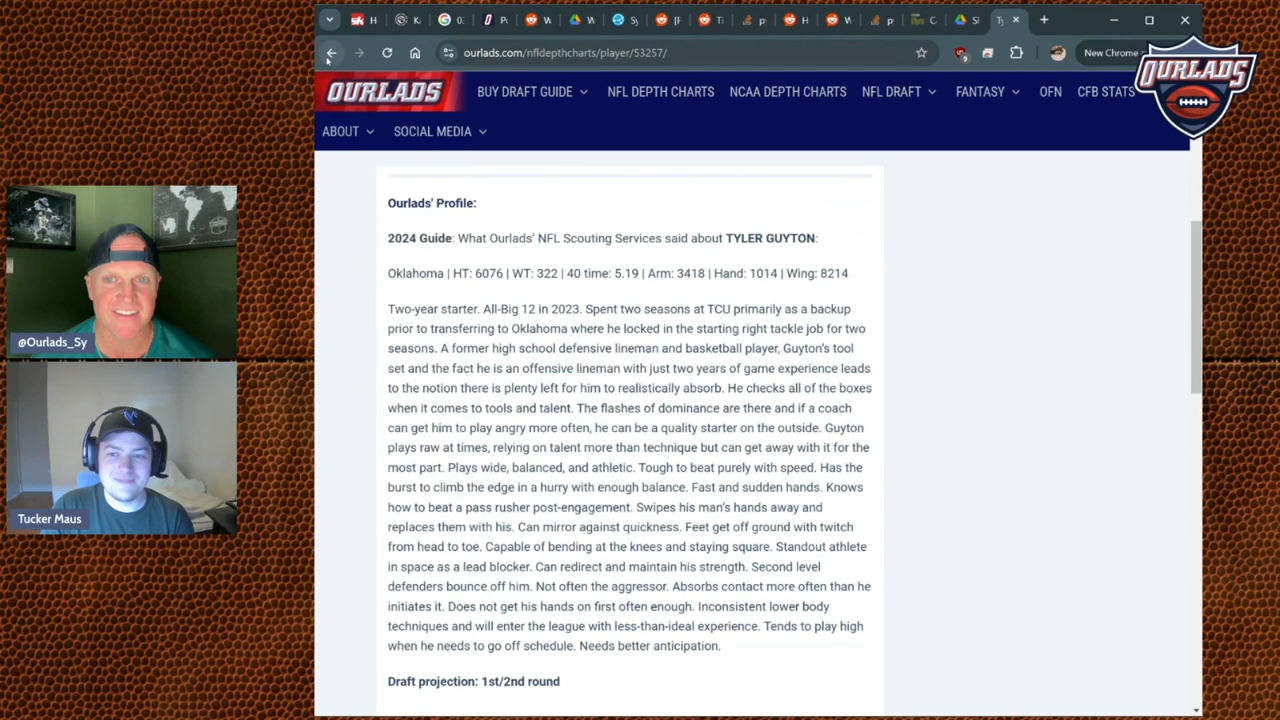 ourlads.com/nfldepthcharts/player/53257/
New Chrome
OURLADS
OURLADS
BUY DRAFT GUIDE
NFL DEPTH CHARTS
NCAA DEPTH CHARTS
NFL DRAFT
FANTASY
OFN
CFB STATS
ABOUT
SOCIAL MEDIA
Ourlads' Profile:
2024 Guide: What Ourlads' NFL Scouting Services said about TYLER GUYTON:
Oklahoma | HT: 6076 | WT: 322 | 40 time: 5.19 | Arm: 3418 | Hand: 1014 | Wing: 8214
Two-year starter. All-Big 12 in 2023. Spent two seasons at TCU primarily as a backup
prior to transferring to Oklahoma where he locked in the starting right tackle job for two
seasons. A former high school defensive lineman and basketball player, Guyton's tool
set and the fact he is an offensive lineman with just two years of game experience leads
to the notion there is plenty left for him to realistically absorb. He checks all of the boxes
when it comes to tools and talent. The flashes of dominance are there and if a coach
can get him to play angry more often, he can be a quality starter on the outside. Guyton
plays raw at times, relying on talent more than technique but can get away with it for the
most part. Plays wide, balanced, and athletic. Tough to beat purely with speed. Has the
burst to climb the edge in a hurry with enough balance. Fast and sudden hands. Knows
how to beat a pass rusher post-engagement. Swipes his man's hands away and
replaces them with his. Can mirror against quickness. Feet get off ground with twitch
from head to toe. Capable of bending at the knees and staying square. Standout athlete
in space as a lead blocker. Can redirect and maintain his strength. Second level
defenders bounce off him. Not often the aggressor. Absorbs contact more often than he
initiates it. Does not get his hands on first often enough. Inconsistent lower body
techniques and will enter the league with less-than-ideal experience. Tends to play high
when he needs to go off schedule. Needs better anticipation.
Draft projection: 1st/2nd round
@Ourlads_Sy
Tucker Maus